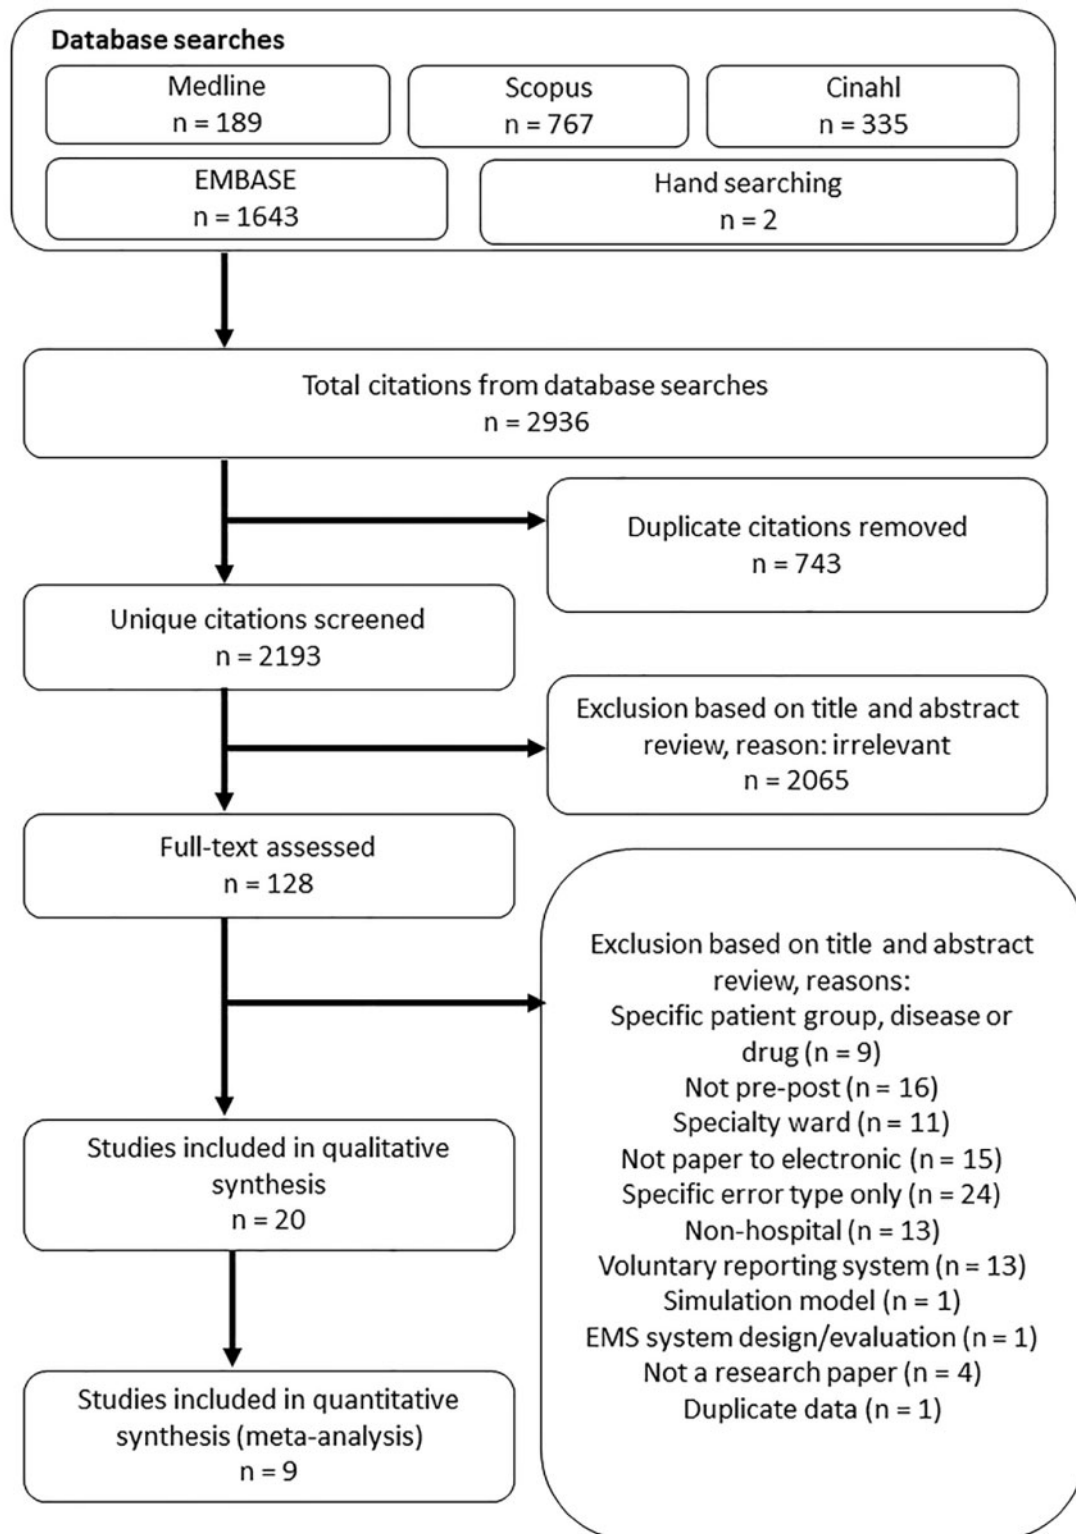 Database searches
Medline
n = 189
Scopus
n = 767
Cinahl
n = 335
EMBASE
n = 1643
Hand searching
n = 2
Total citations from database searches
n = 2936
Duplicate citations removed
n = 743
Unique citations screened
n = 2193
Exclusion based on title and abstract
review, reason: irrelevant
n = 2065
Full-text assessed
n = 128
Exclusion based on title and abstract
review, reasons:
Specific patient group, disease or
drug (n = 9)
Not pre-post (n = 16)
Specialty ward (n = 11)
Not paper to electronic (n = 15)
Specific error type only (n = 24)
Non-hospital (n = 13)
Voluntary reporting system (n = 13)
Simulation model (n = 1)
EMS system design/evaluation (n = 1)
Not a research paper (n = 4)
Duplicate data (n = 1)
Studies included in qualitative
synthesis
n = 20
Studies included in quantitative
synthesis (meta-analysis)
n = 9